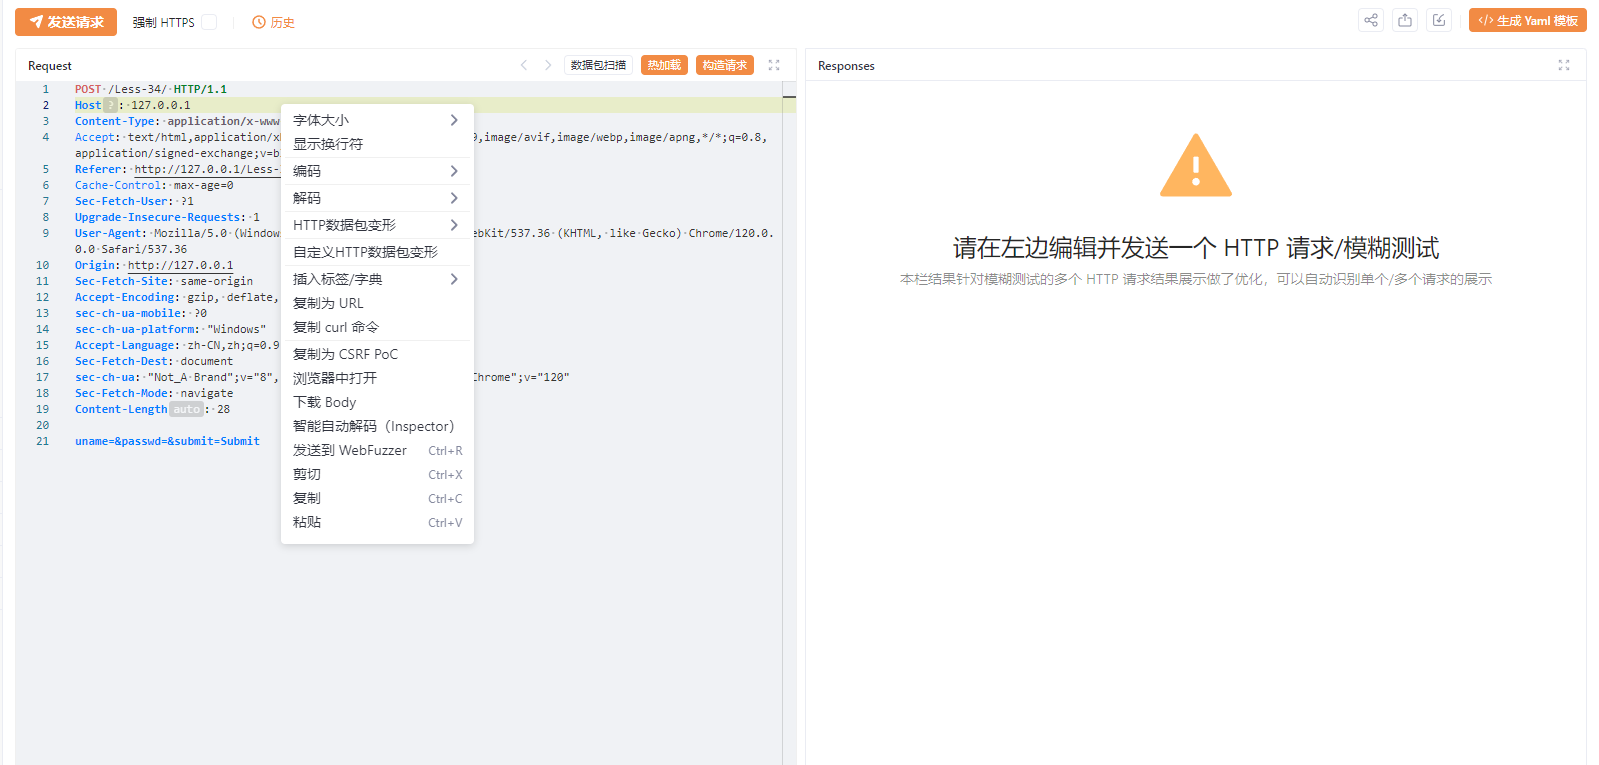 发送请求 强制 HTTPS 历史 生成 Yaml 模板
Request 数据包扫描 热加载 构造请求
1 POST /Less-34/ HTTP/1.1
2 Host ? : 127.0.0.1
3 Content-Type: application/x-www
4 Accept: text/html,application/x ,image/avif,image/webp,image/apng,*/*;q=0.8,
application/signed-exchange;v=b
5 Referer: http://127.0.0.1/Less-
6 Cache-Control: max-age=0
7 Sec-Fetch-User: ?1
8 Upgrade-Insecure-Requests: 1
9 User-Agent: Mozilla/5.0 (Window ebKit/537.36 (KHTML, like Gecko) Chrome/120.0.
0.0 Safari/537.36
10 Origin: http://127.0.0.1
11 Sec-Fetch-Site: same-origin
12 Accept-Encoding: gzip, deflate,
13 sec-ch-ua-mobile: ?0
14 sec-ch-ua-platform: "Windows"
15 Accept-Language: zh-CN,zh;q=0.9
16 Sec-Fetch-Dest: document
17 sec-ch-ua: "Not_A Brand";v="8", Chrome";v="120"
18 Sec-Fetch-Mode: navigate
19 Content-Length auto : 28
20
21 uname=&passwd=&submit=Submit
字体大小
显示换行符
编码
解码
HTTP数据包变形
自定义HTTP数据包变形
插入标签/字典
复制为 URL
复制 curl 命令
复制为 CSRF PoC
浏览器中打开
下载 Body
智能自动解码（Inspector）
发送到 WebFuzzer Ctrl+R
剪切 Ctrl+X
复制 Ctrl+C
粘贴 Ctrl+V
Responses
请在左边编辑并发送一个 HTTP 请求/模糊测试
本栏结果针对模糊测试的多个 HTTP 请求结果展示做了优化，可以自动识别单个/多个请求的展示